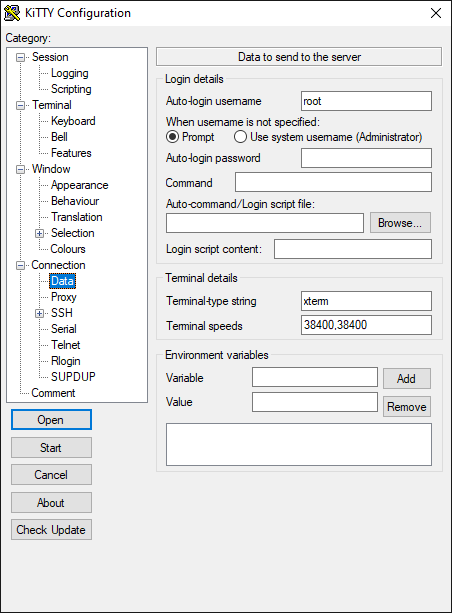 KiTTY Configuration
Category:
Session
Logging
Scripting
Terminal
Keyboard
Bell
Features
Window
Appearance
Behaviour
Translation
Selection
Colours
Connection
Data
Proxy
SSH
Serial
Telnet
Rlogin
SUPDUP
Comment
Open
Start
Cancel
About
Check Update
Data to send to the server
Login details
Auto-login username root
When username is not specified:
Prompt Use system username (Administrator)
Auto-login password
Command
Auto-command/Login script file:
Browse...
Login script content:
Terminal details
Terminal-type string xterm
Terminal speeds 38400,38400
Environment variables
Variable Add
Value Remove